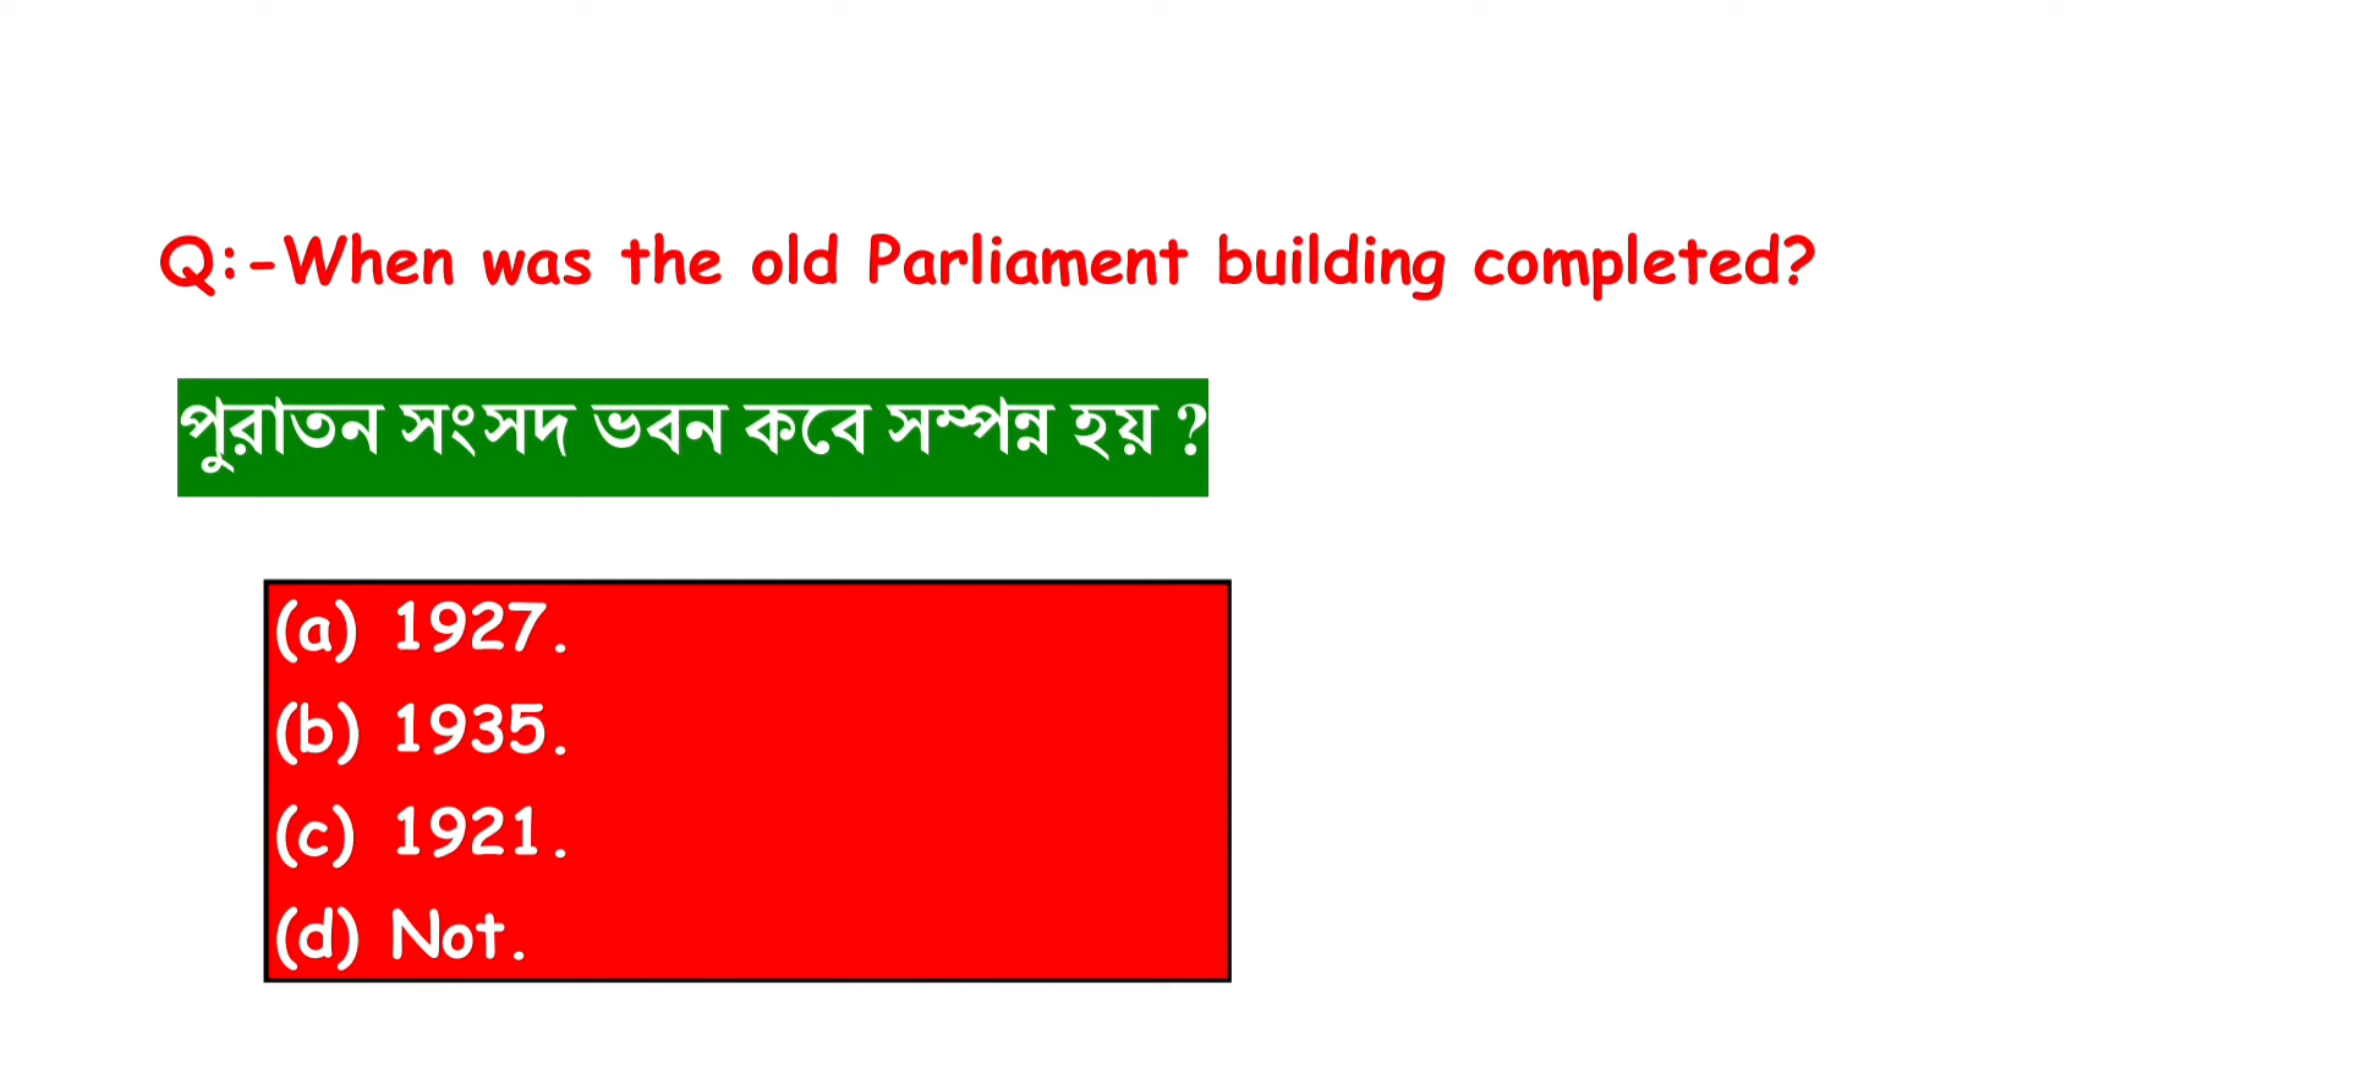 Q:-When was the old Parliament building completed?
পুরাতন সংসদ ভবন কবে সম্পন্ন হয় ?
(a) 1927.
(b) 1935.
(c) 1921.
(d) Not.